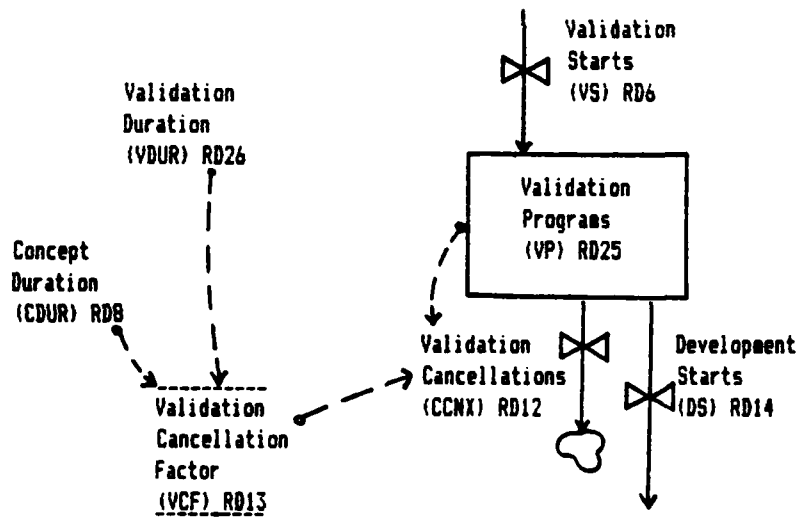 Validation
Starts
(VS) RD6
Validation
Duration
(VDUR) RD26
Validation
Programs
(VP) RD25
Concept
Duration
(CDUR) RD8
Validation
Cancellations
(CCNX) RD12
Development
Starts
(DS) RD14
Validation
Cancellation
Factor
(VCF) RD13